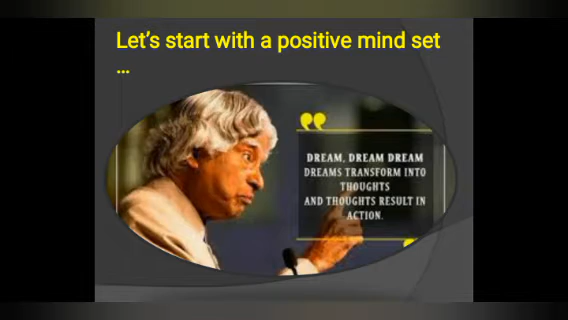 Let's start with a positive mind set
…
DREAM, DREAM DREAM
DREAMS TRANSFORM INTO
THOUGHTS
AND THOUGHTS RESULT IN
ACTION.